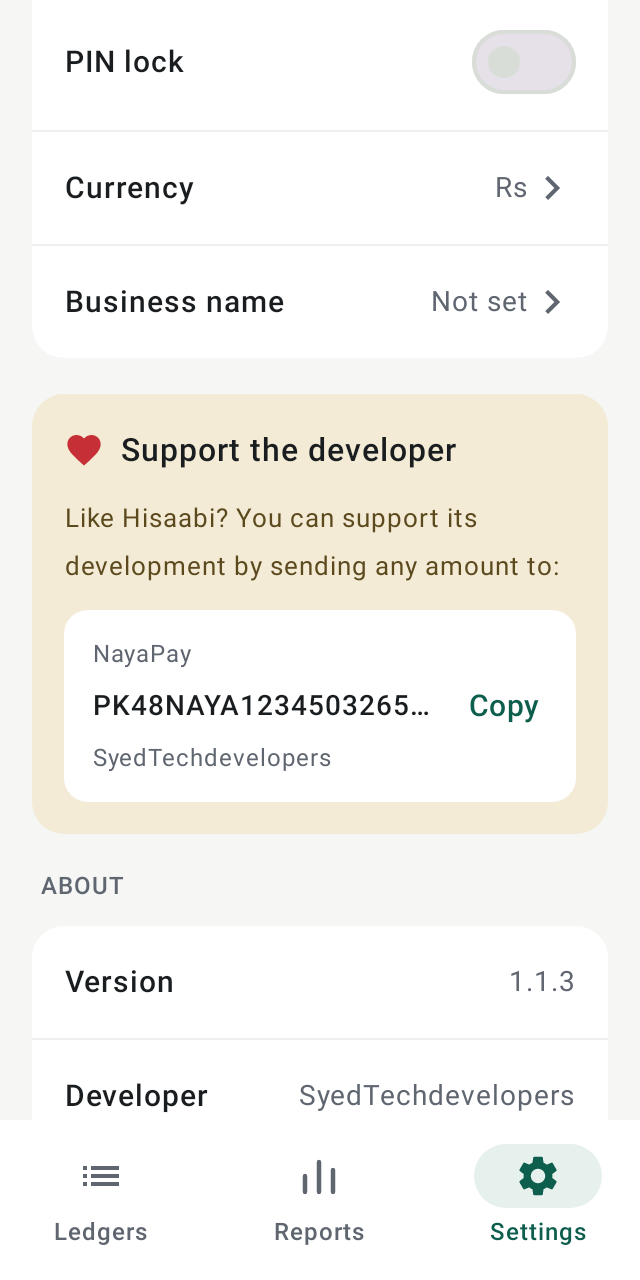 PIN lock
Currency Rs
Business name Not set
Support the developer
Like Hisaabi? You can support its
development by sending any amount to:
NayaPay
PK48NAYA1234503265… Copy
SyedTechdevelopers
ABOUT
Version 1.1.3
Developer SyedTechdevelopers
Ledgers Reports Settings